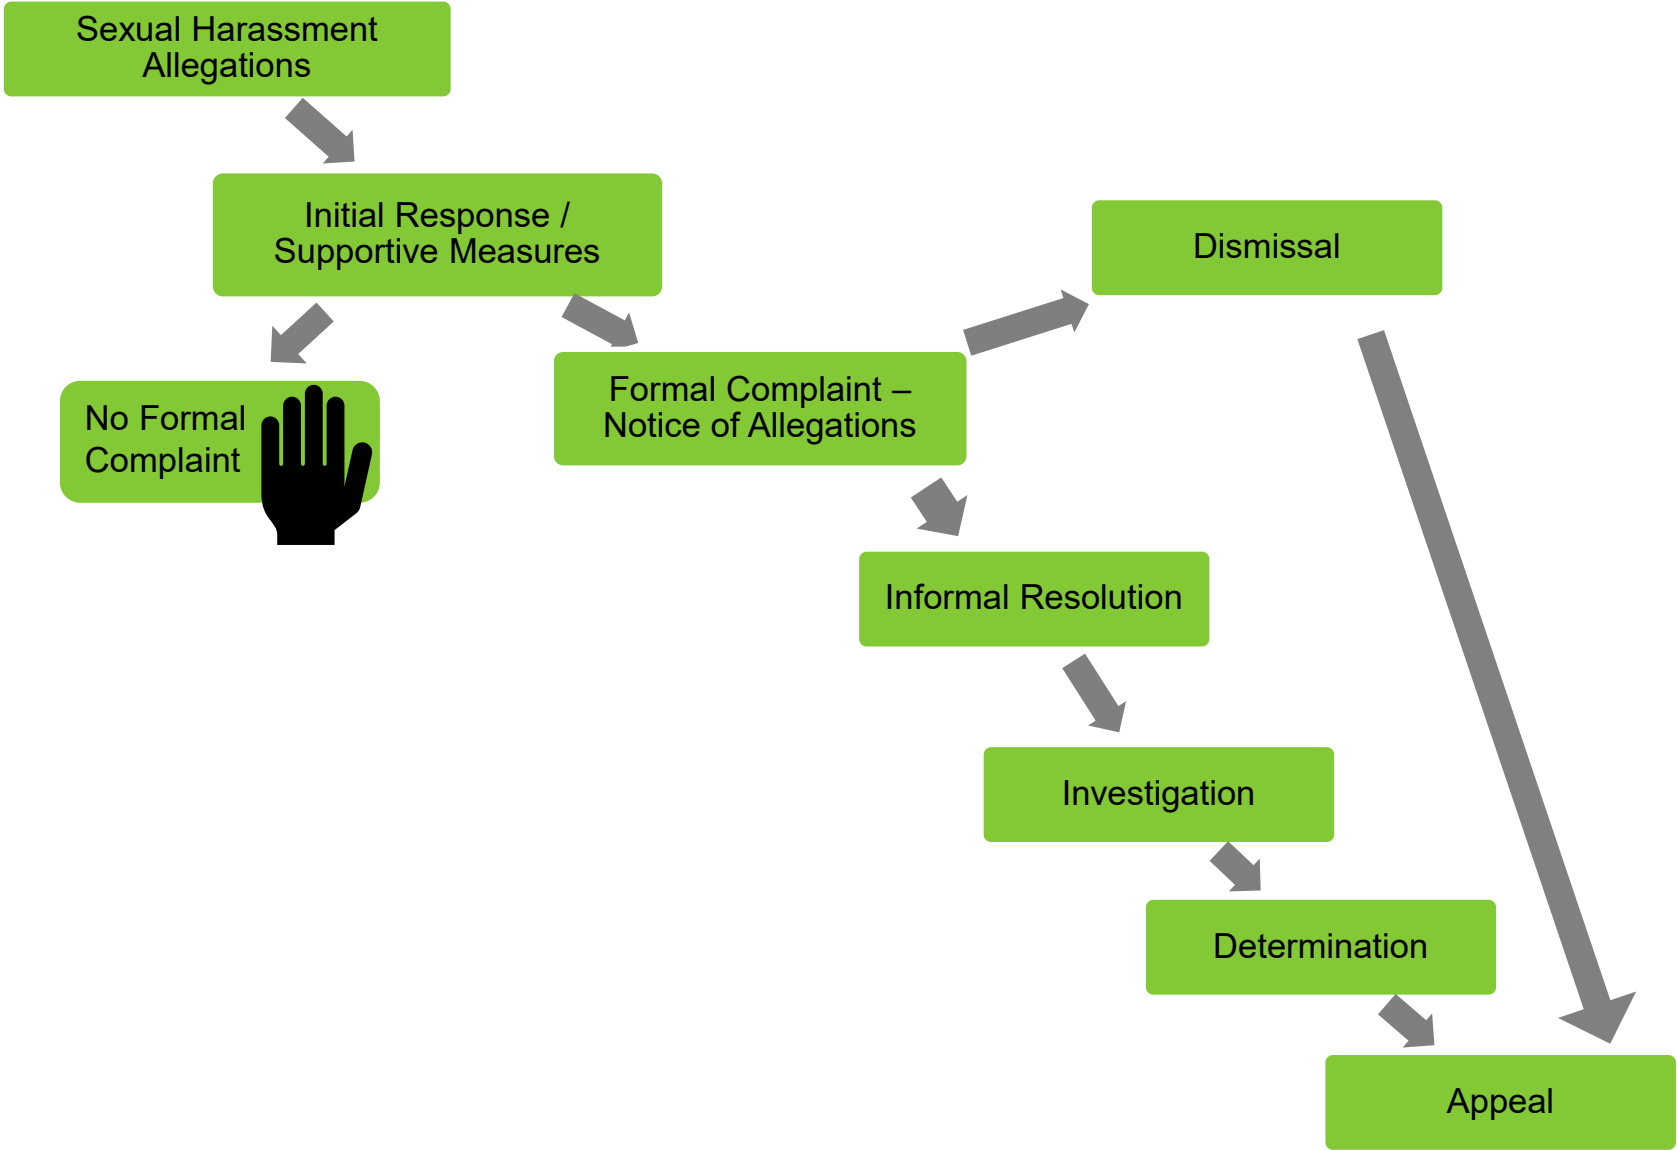 Sexual Harassment
Allegations
Initial Response /
Supportive Measures
Dismissal
No Formal
Complaint
Formal Complaint –
Notice of Allegations
Informal Resolution
Investigation
Determination
Appeal